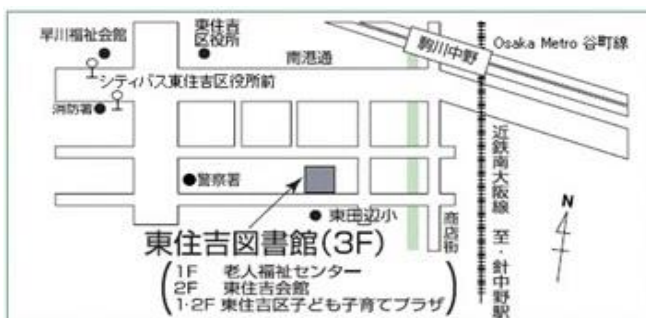 早川福祉会館
東住吉
区役所
南港通
駒川中野
Osaka Metro 谷町線
シティバス東住吉区役所前
消防署
警察署
東田辺小
商店街
近鉄南大阪線 至・針中野駅
N
東住吉図書館(3F)
1F 老人福祉センター
2F 東住吉会館
1・2F 東住吉区子ども子育てプラザ